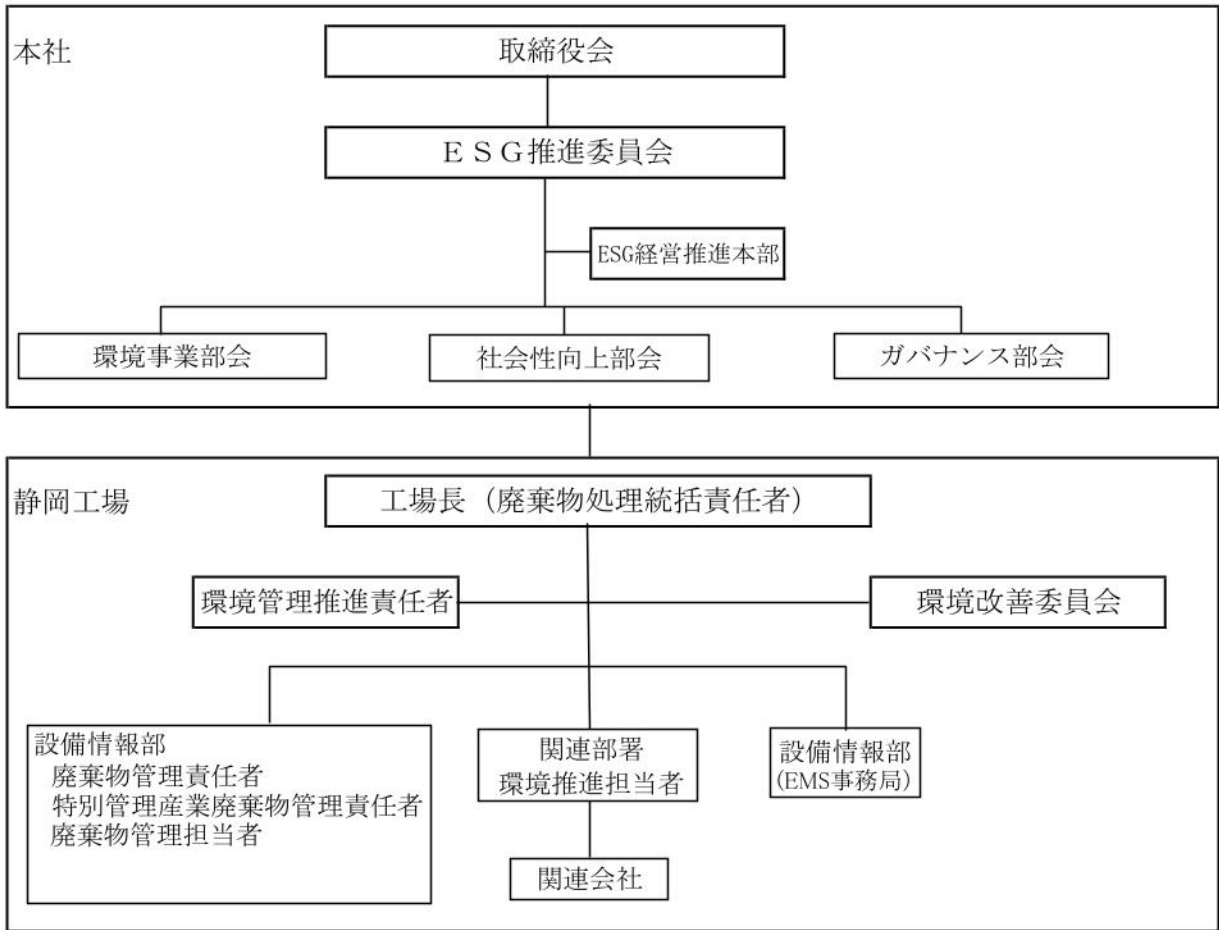 本社
取締役会
ＥＳＧ推進委員会
ESG経営推進本部
環境事業部会
社会性向上部会
ガバナンス部会
静岡工場
工場長（廃棄物処理統括責任者）
環境管理推進責任者
環境改善委員会
設備情報部
廃棄物管理責任者
特別管理産業廃棄物管理責任者
廃棄物管理担当者
関連部署
環境推進担当者
設備情報部
(EMS事務局)
関連会社